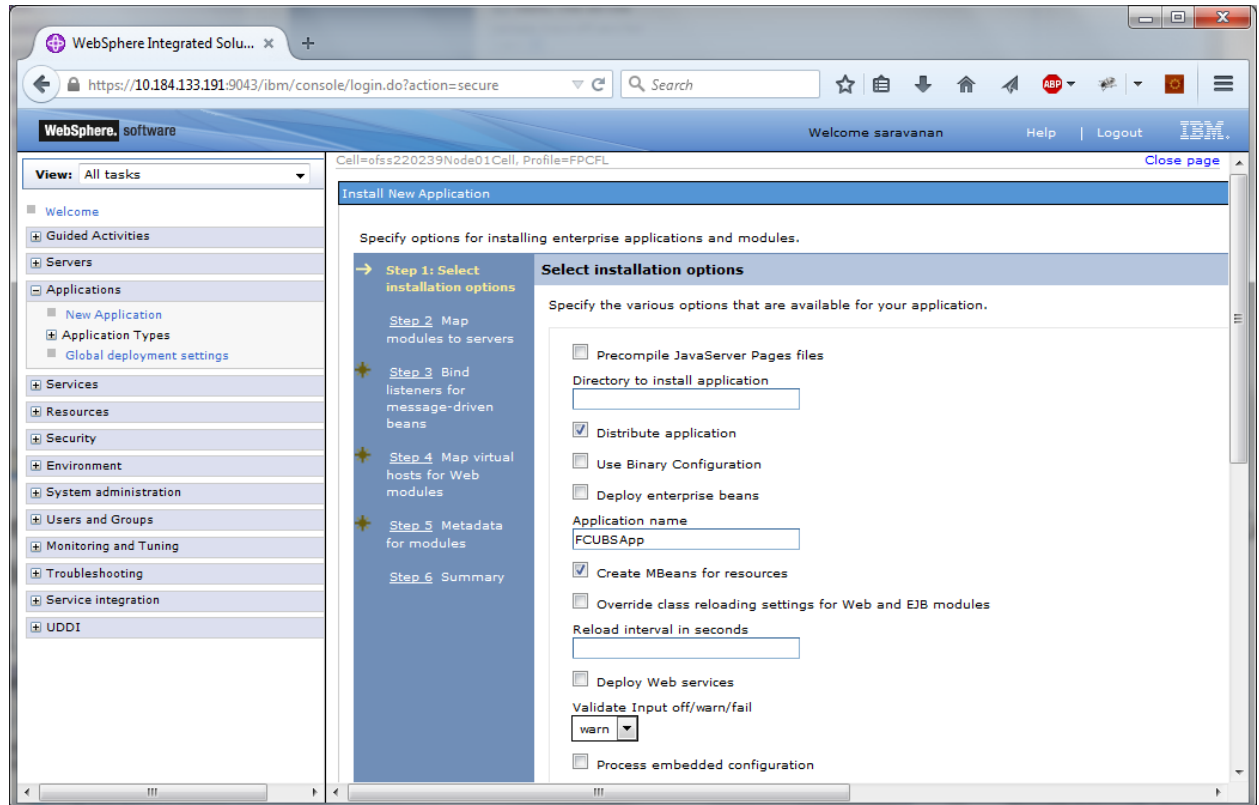 WebSphere Integrated Solu...
https://10.184.133.191:9043/ibm/console/login.do?action=secure
Search
ABP
WebSphere. software
Welcome saravanan
Help | Logout
IBM.
View: All tasks
Welcome
Guided Activities
Servers
Applications
New Application
Application Types
Global deployment settings
Services
Resources
Security
Environment
System administration
Users and Groups
Monitoring and Tuning
Troubleshooting
Service integration
UDDI
Cell=ofss220239Node01Cell, Profile=FPCFL
Close page
Install New Application
Specify options for installing enterprise applications and modules.
Step 1: Select
installation options
Step 2 Map
modules to servers
Step 3 Bind
listeners for
message-driven
beans
Step 4 Map virtual
hosts for Web
modules
Step 5 Metadata
for modules
Step 6 Summary
Select installation options
Specify the various options that are available for your application.
Precompile JavaServer Pages files
Directory to install application
Distribute application
Use Binary Configuration
Deploy enterprise beans
Application name
FCUBSApp
Create MBeans for resources
Override class reloading settings for Web and EJB modules
Reload interval in seconds
Deploy Web services
Validate Input off/warn/fail
warn
Process embedded configuration